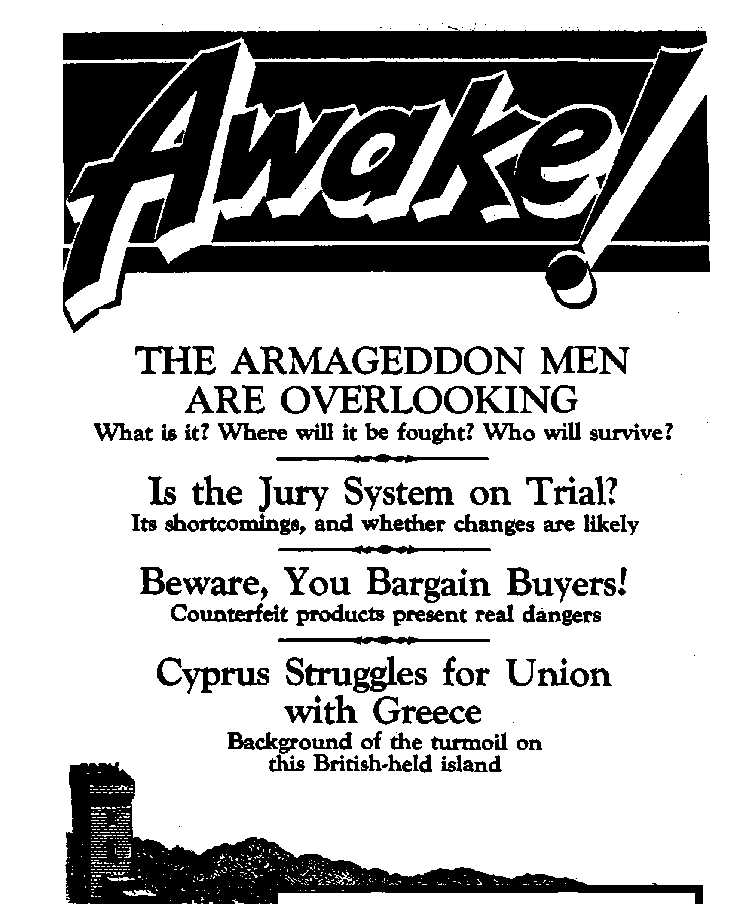 Awake!
THE ARMAGEDDON MEN
ARE OVERLOOKING
What is it? Where will it be fought? Who will survive?
Is the Jury System on Trial?
Its shortcomings, and whether changes are likely
Beware, You Bargain Buyers!
Counterfeit products present real dangers
Cyprus Struggles for Union
with Greece
Background of the turmoil on
this British-held island